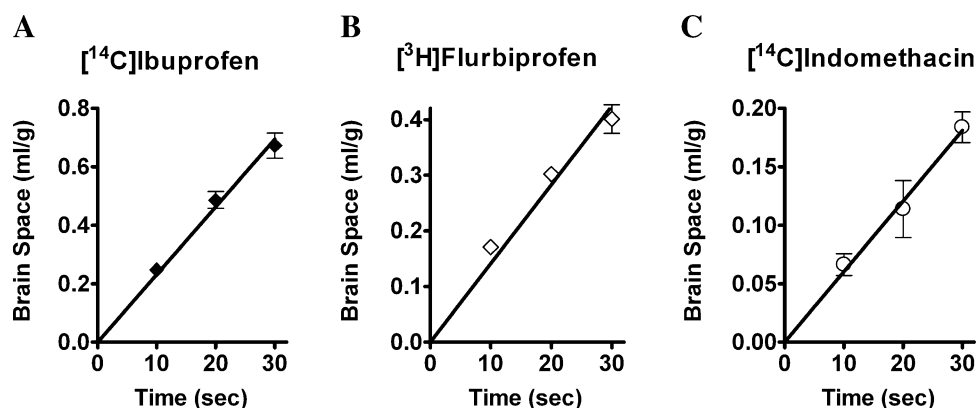 A
[¹⁴C]Ibuprofen
Brain Space (ml/g)
0.8
0.6
0.4
0.2
0.0
0 10 20 30
Time (sec)
B
[³H]Flurbiprofen
Brain Space (ml/g)
0.4
0.3
0.2
0.1
0.0
0 10 20 30
Time (sec)
C
[¹⁴C]Indomethacin
Brain Space (ml/g)
0.20
0.15
0.10
0.05
0.00
0 10 20 30
Time (sec)